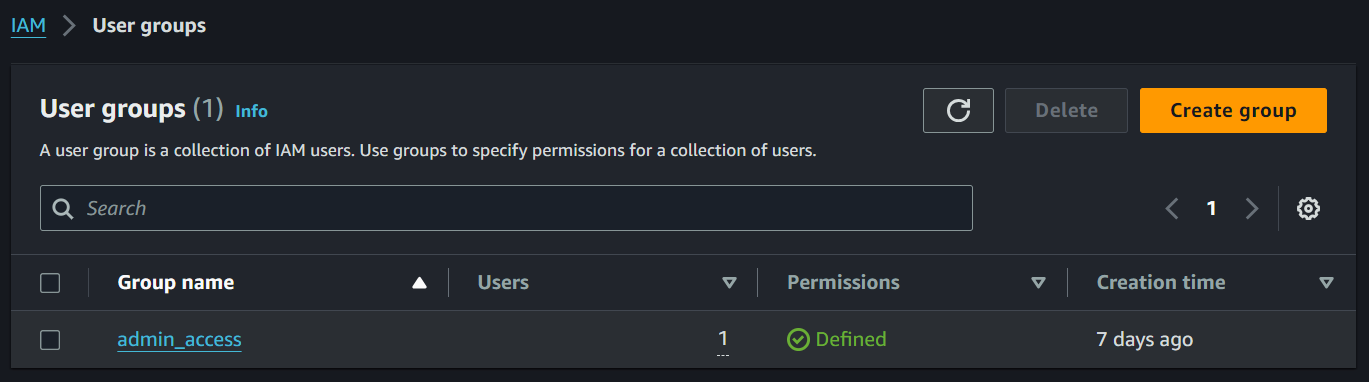 IAM > User groups
User groups (1) Info
Delete
Create group
A user group is a collection of IAM users. Use groups to specify permissions for a collection of users.
Search
1
Group name Users Permissions Creation time
admin_access 1 Defined 7 days ago